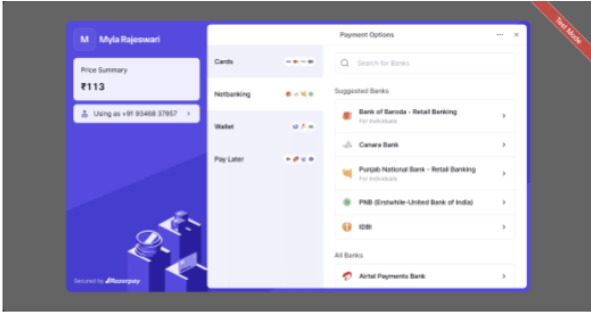 M Myla Rajeswari
Price Summary
₹113
Using as +91 93468 37957 >
Secured by Razorpay
Payment Options
Cards
Netbanking
Wallet
Pay Later
Search for Banks
Suggested Banks
Bank of Baroda - Retail Banking
For Individuals
Canara Bank
Punjab National Bank - Retail Banking
For Individuals
PNB (Erstwhile-United Bank of India)
IDBI
All Banks
Airtel Payments Bank
Test Mode